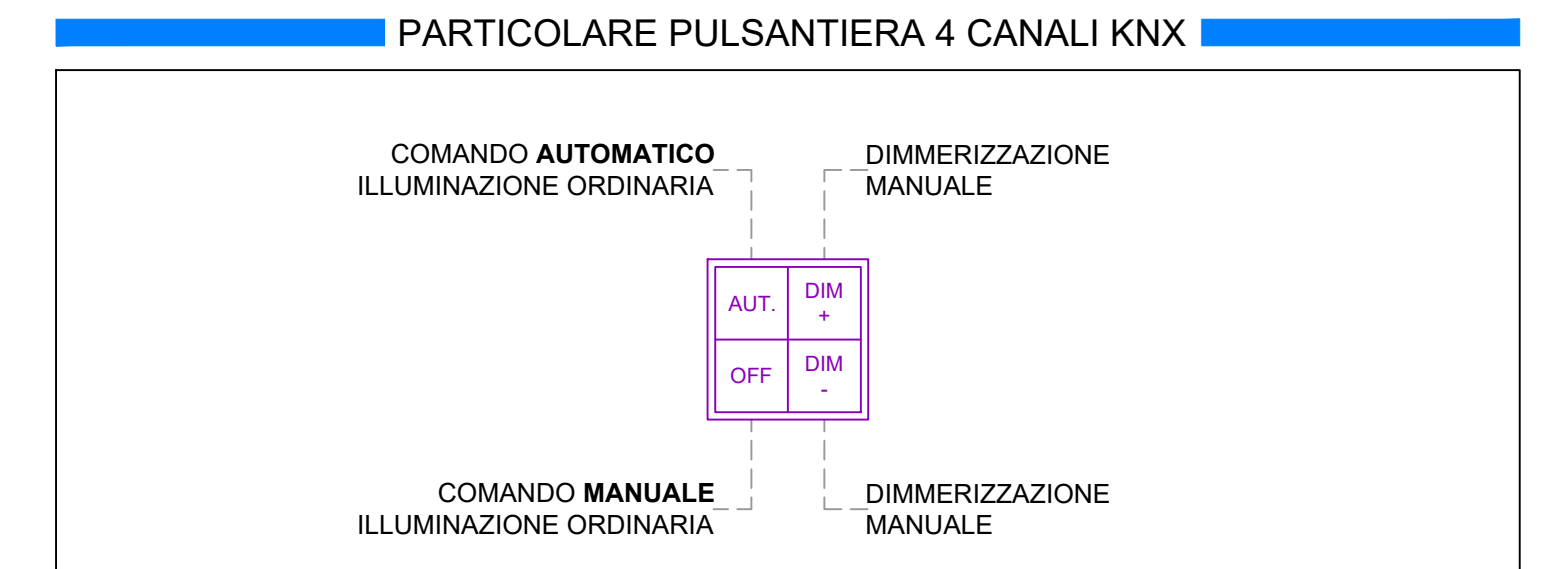 PARTICOLARE PULSANTIERA 4 CANALI KNX
COMANDO AUTOMATICO
ILLUMINAZIONE ORDINARIA
DIMMERIZZAZIONE
MANUALE
AUT.
DIM
+
OFF
DIM
-
COMANDO MANUALE
ILLUMINAZIONE ORDINARIA
DIMMERIZZAZIONE
MANUALE